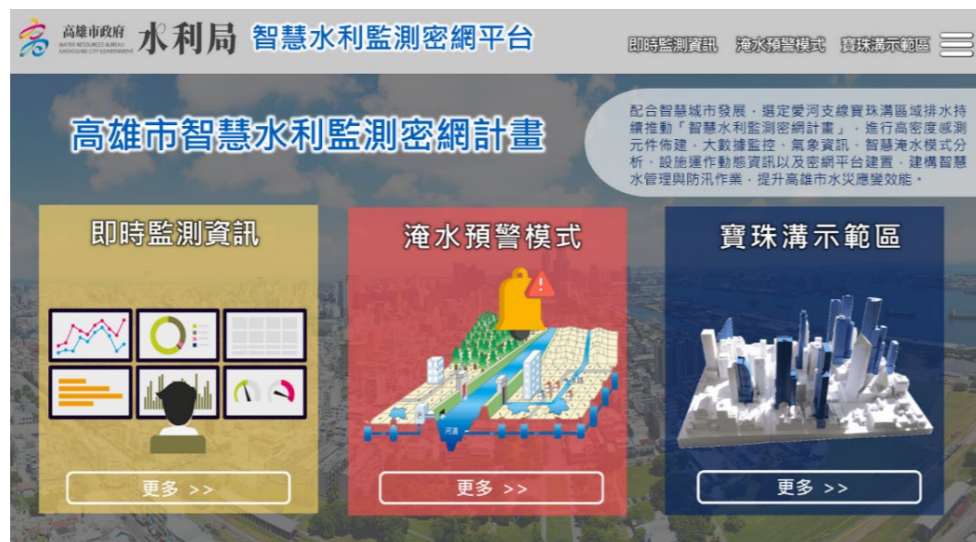 高雄市政府
WATER RESOURCES BUREAU
KAOHSIUNG CITY GOVERNMENT
水利局
智慧水利監測密網平台
即時監測資訊
淹水預警模式
寶珠溝示範區
高雄市智慧水利監測密網計畫
配合智慧城市發展，選定愛河支線寶珠溝區域排水持
續推動「智慧水利監測密網計畫」，進行高密度感測
元件佈建、大數據監控、氣象資訊、智慧淹水模式分
析、設施運作動態資訊以及密網平台建置，建構智慧
水管理與防汛作業，提升高雄市水災應變效能。
即時監測資訊
更多 >>
淹水預警模式
河道
更多 >>
寶珠溝示範區
更多 >>